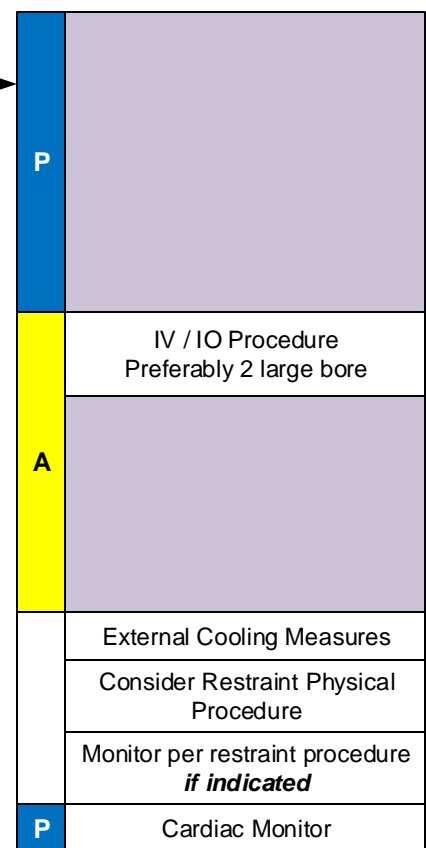 P
IV / IO Procedure
Preferably 2 large bore
A
External Cooling Measures
Consider Restraint Physical
Procedure
Monitor per restraint procedure
if indicated
P
Cardiac Monitor